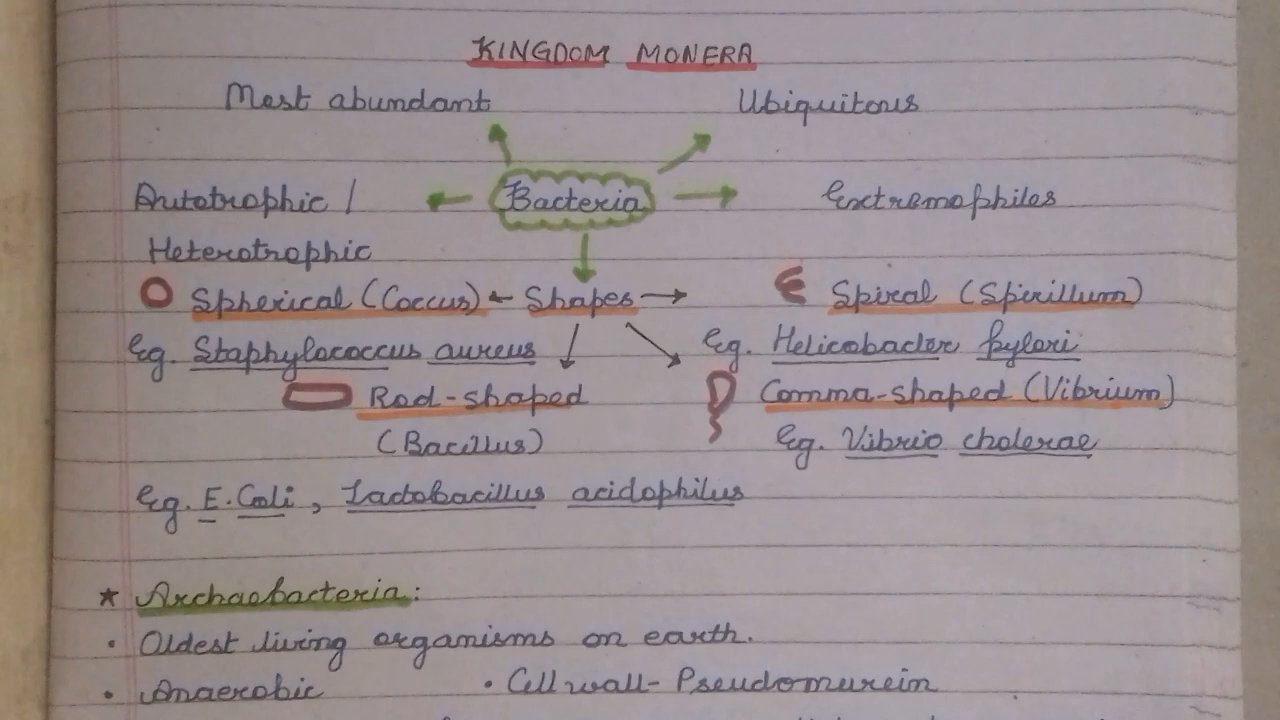 KINGDOM MONERA
Most abundant Ubiquitous
Autotrophic / Bacteria Extremophiles
Heterotrophic
Spherical (Coccus) ← Shapes → Spiral (Spirillum)
Eg. Staphylococcus aureus Eg. Helicobacter pylori
Rod-shaped Comma-shaped (Vibrium)
(Bacillus) Eg. Vibrio cholerae
Eg. E. Coli, Lactobacillus acidophilus
* Archaebacteria:
• Oldest living organisms on earth.
• Anaerobic • Cell wall - Pseudomurein